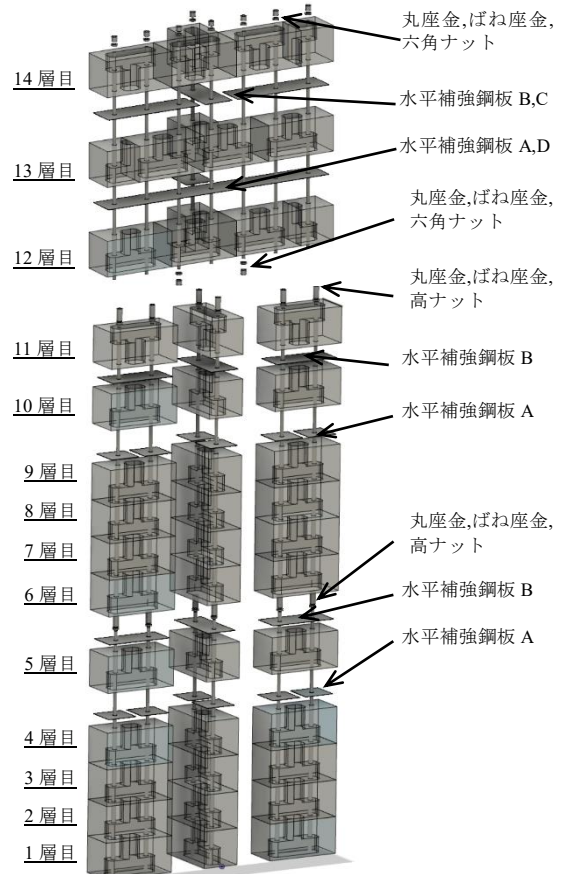 丸座金,ばね座金,
六角ナット
14 層目
水平補強鋼板 B,C
水平補強鋼板 A,D
13 層目
丸座金,ばね座金,
六角ナット
12 層目
丸座金,ばね座金,
高ナット
11 層目
水平補強鋼板 B
10 層目
水平補強鋼板 A
9 層目
8 層目
丸座金,ばね座金,
高ナット
7 層目
6 層目
水平補強鋼板 B
水平補強鋼板 A
5 層目
4 層目
3 層目
2 層目
1 層目